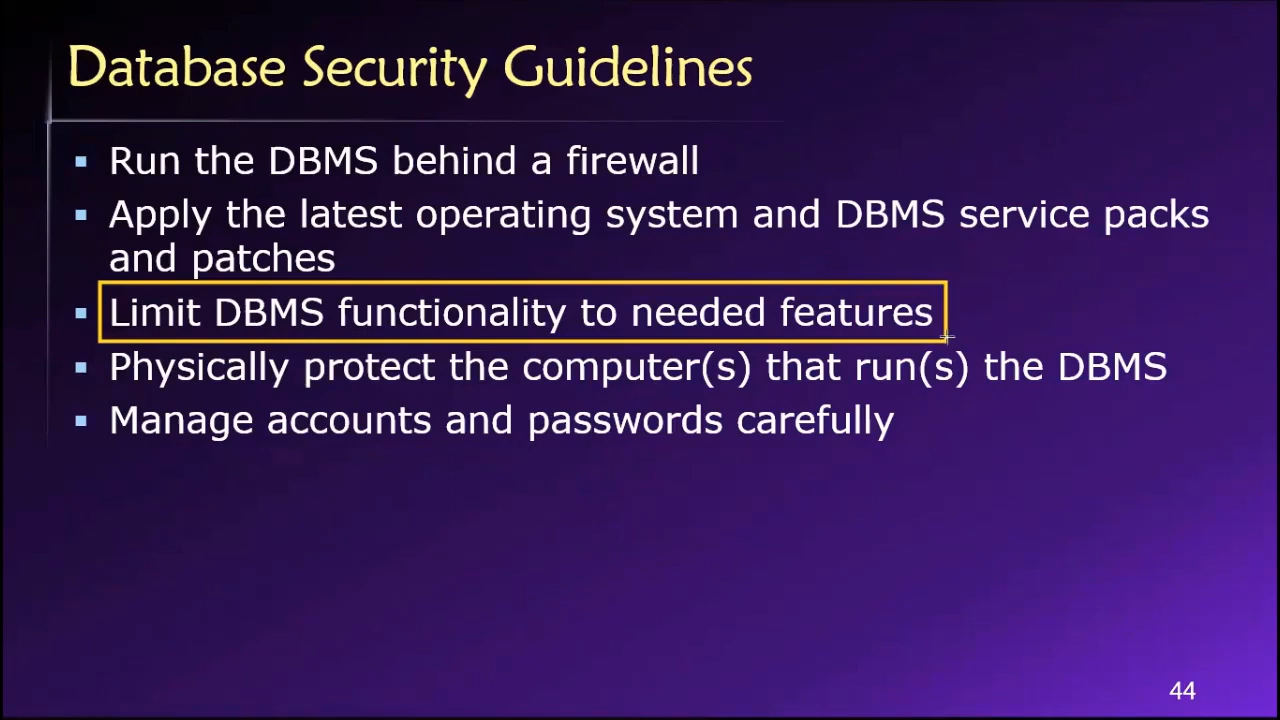 Database Security Guidelines
Run the DBMS behind a firewall
Apply the latest operating system and DBMS service packs
and patches
Limit DBMS functionality to needed features
Physically protect the computer(s) that run(s) the DBMS
Manage accounts and passwords carefully
44